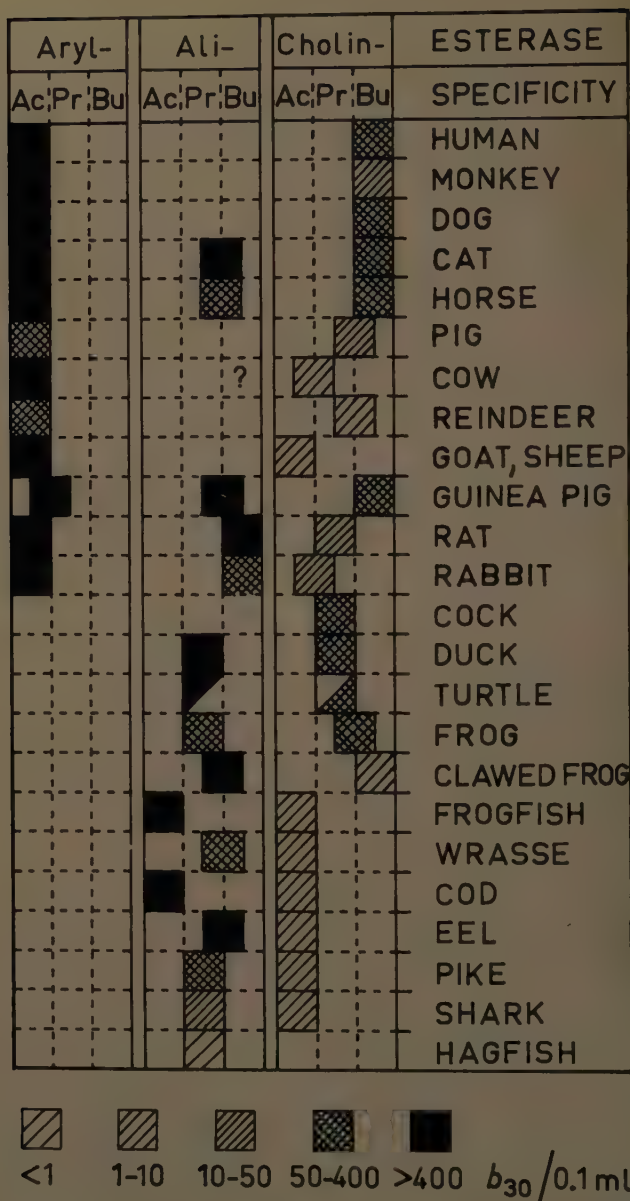 Aryl- Ali- Cholin- ESTERASE
Ac Pr Bu Ac Pr Bu Ac Pr Bu SPECIFICITY
HUMAN
MONKEY
DOG
CAT
HORSE
PIG
? COW
REINDEER
GOAT, SHEEP
GUINEA PIG
RAT
RABBIT
COCK
DUCK
TURTLE
FROG
CLAWED FROG
FROGFISH
WRASSE
COD
EEL
PIKE
SHARK
HAGFISH
<1 1-10 10-50 50-400 >400 b30/0.1 ml